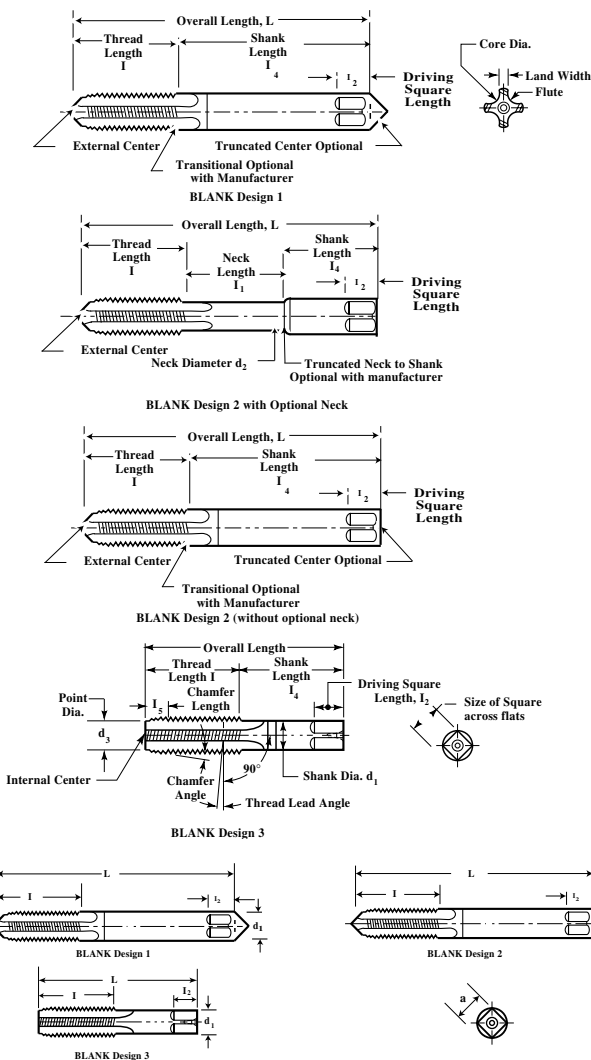 Overall Length, L
Thread
Length
I
Shank
Length
I
4
I 2
Driving
Square
Length
Core Dia.
Land Width
Flute
External Center
Truncated Center Optional
Transitional Optional
with Manufacturer
BLANK Design 1
Overall Length, L
Thread
Length
I
Neck
Length
I1
Shank
Length
I4
I 2
Driving
Square
Length
External Center
Neck Diameter d2
Truncated Neck to Shank
Optional with manufacturer
BLANK Design 2 with Optional Neck
Overall Length, L
Thread
Length
I
Shank
Length
I
4
I 2
Driving
Square
Length
External Center
Truncated Center Optional
Transitional Optional
with Manufacturer
BLANK Design 2 (without optional neck)
Overall Length
Thread
Length I
Shank
Length
I4
Driving Square
Length, I2
Size of Square
across flats
Point
Dia.
I5
Chamfer
Length
d3
Internal Center
Chamfer
Angle
90°
Shank Dia. d1
Thread Lead Angle
BLANK Design 3
L
I
I2
d1
BLANK Design 1
L
I
I2
BLANK Design 2
L
I
I2
d1
BLANK Design 3
a